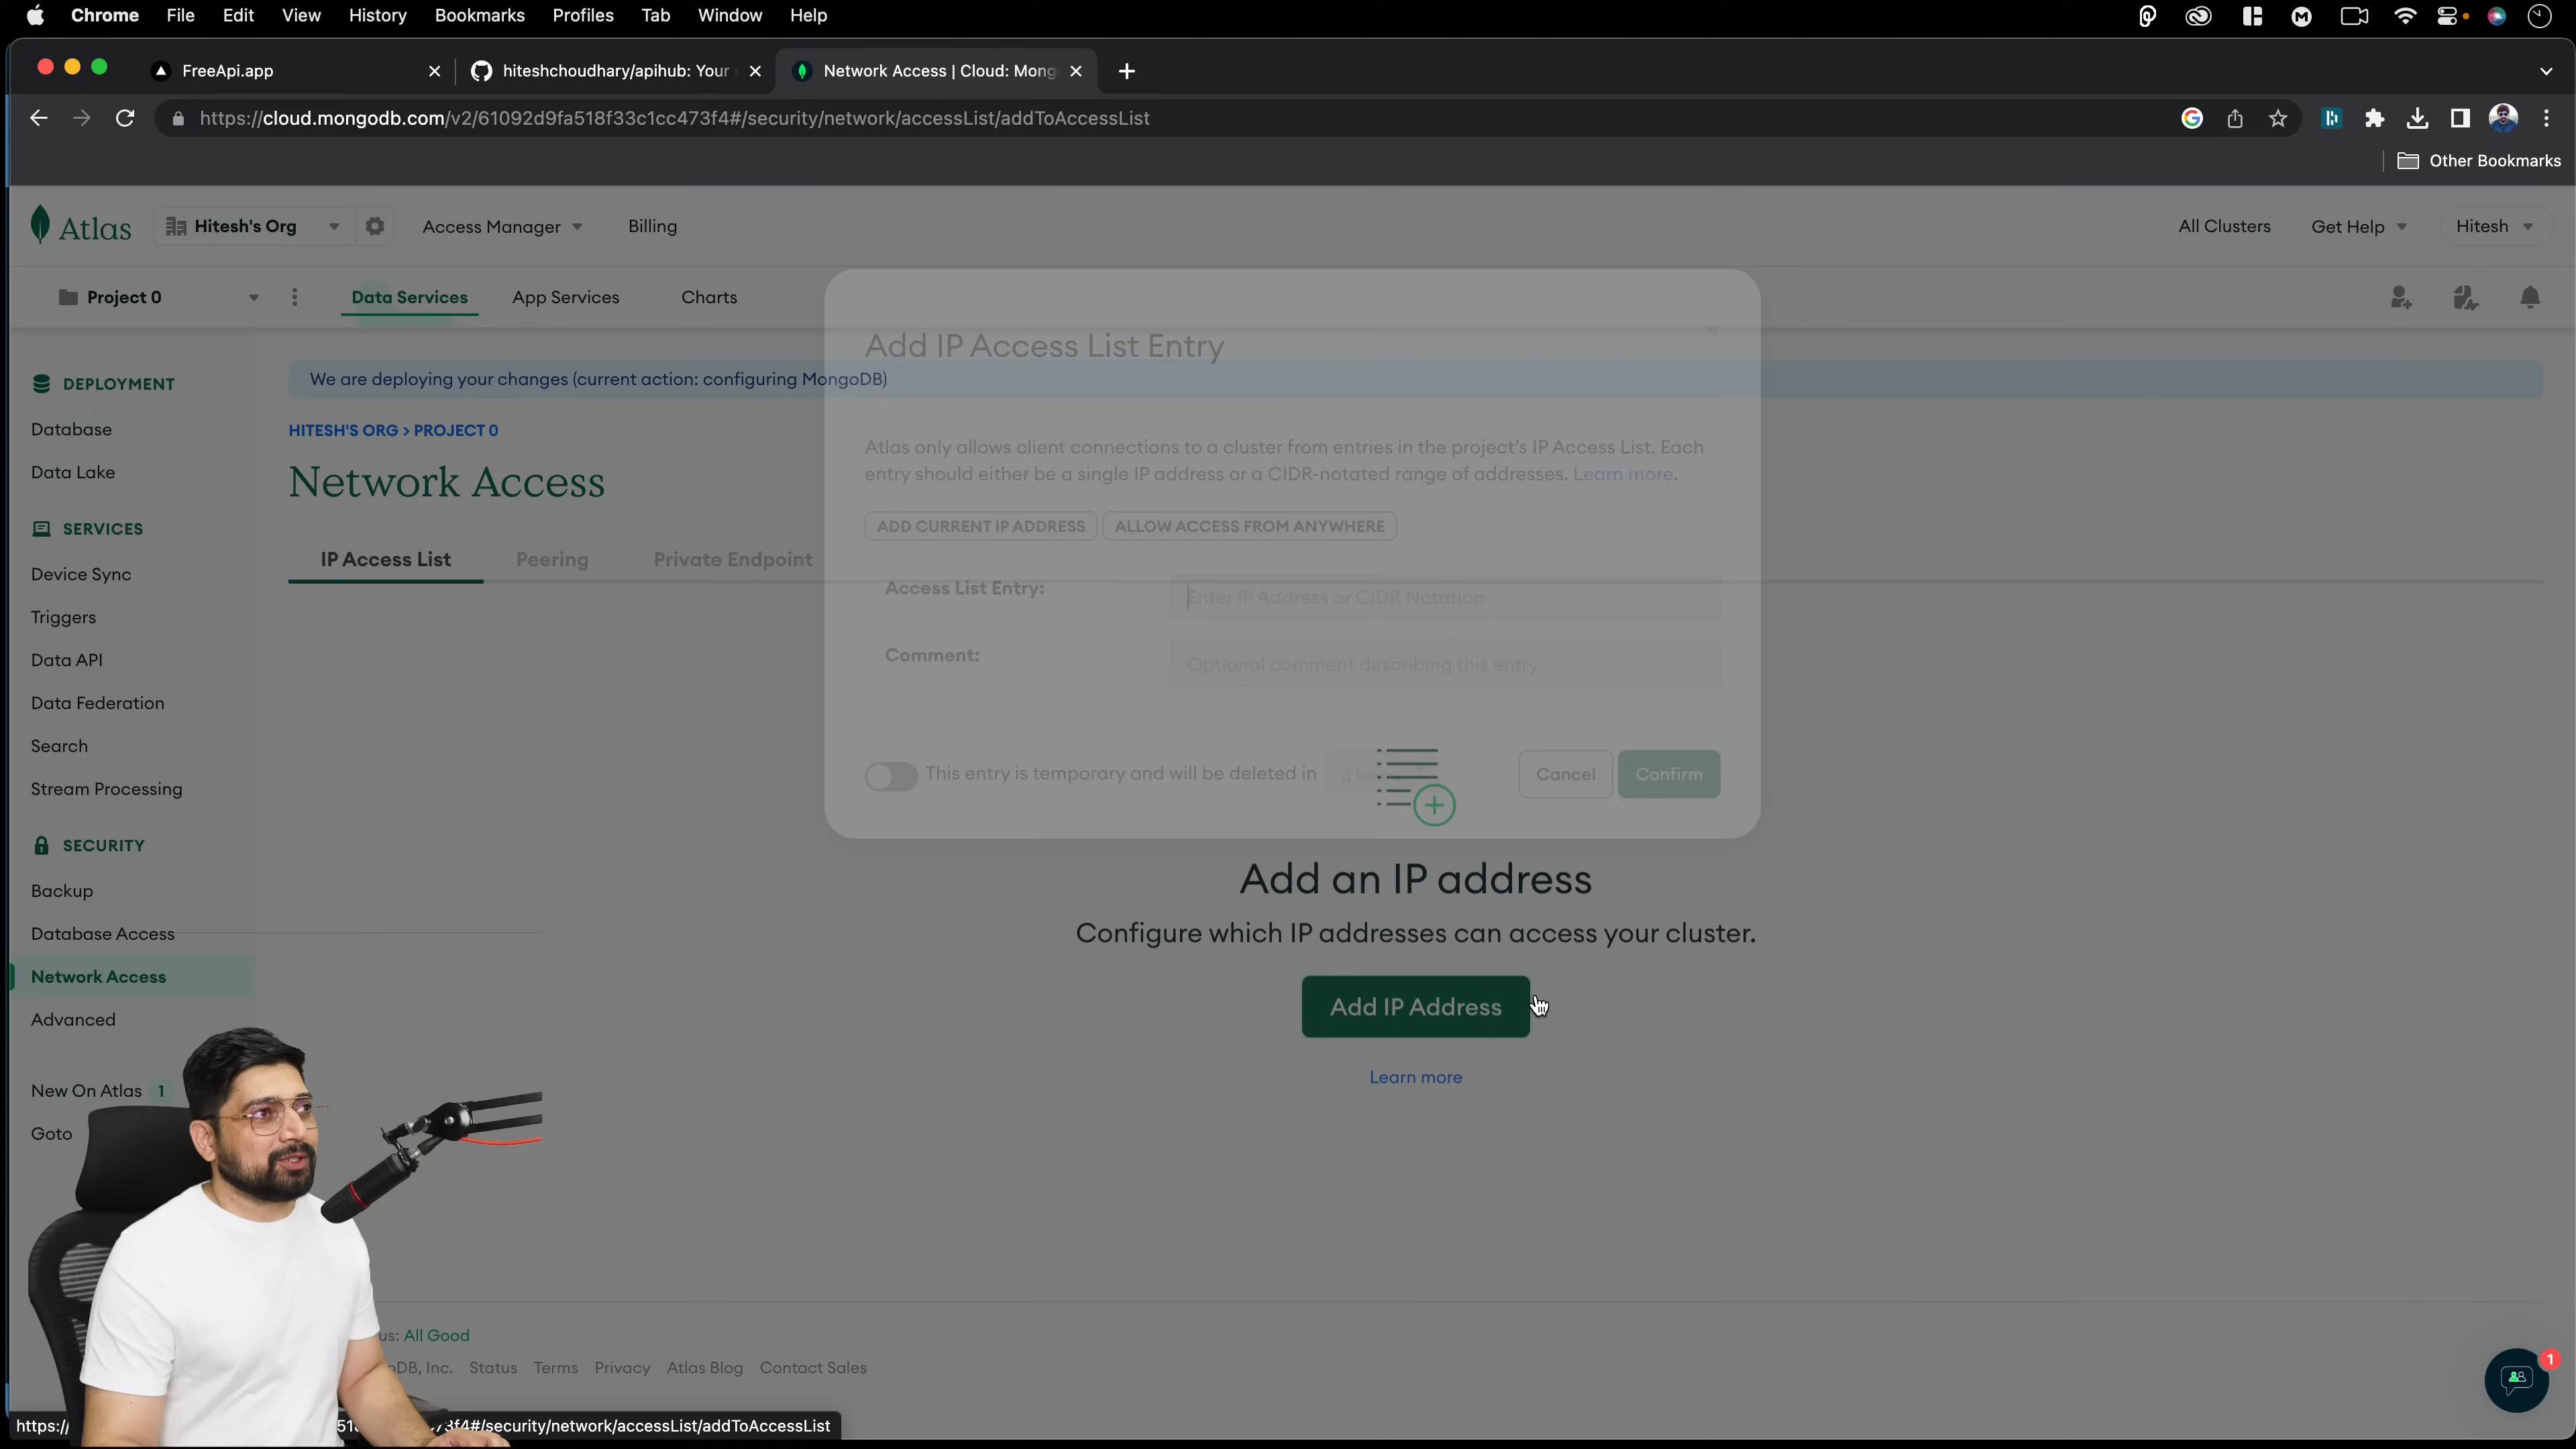 Chrome File Edit View History Bookmarks Profiles Tab Window Help
FreeApi.app
hiteshchoudhary/apihub: Your
Network Access | Cloud: Mong
https://cloud.mongodb.com/v2/61092d9fa518f33c1cc473f4#/security/network/accessList/addToAccessList
Other Bookmarks
Atlas
Hitesh's Org
Access Manager
Billing
All Clusters
Get Help
Hitesh
Project 0
Data Services
App Services
Charts
DEPLOYMENT
Database
Data Lake
SERVICES
Device Sync
Triggers
Data API
Data Federation
Search
Stream Processing
SECURITY
Backup
Database Access
Network Access
Advanced
New On Atlas 1
Goto
We are deploying your changes (current action: configuring MongoDB)
HITESH'S ORG > PROJECT 0
Network Access
IP Access List
Peering
Private Endpoint
Add IP Access List Entry
Atlas only allows client connections to a cluster from entries in the project's IP Access List. Each
entry should either be a single IP address or a CIDR-notated range of addresses. Learn more.
ADD CURRENT IP ADDRESS
ALLOW ACCESS FROM ANYWHERE
Access List Entry:
Enter IP Address or CIDR Notation
Comment:
Optional comment describing this entry
This entry is temporary and will be deleted in
Cancel
Confirm
Add an IP address
Configure which IP addresses can access your cluster.
Add IP Address
Learn more
All Good
Inc. Status Terms Privacy Atlas Blog Contact Sales
1
https:/ f4#/security/network/accessList/addToAccessList